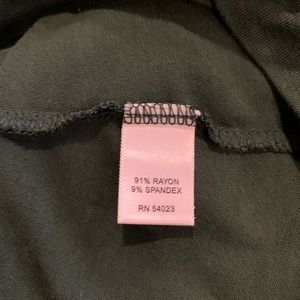 91% RAYON
9% SPANDEX
RN 54023